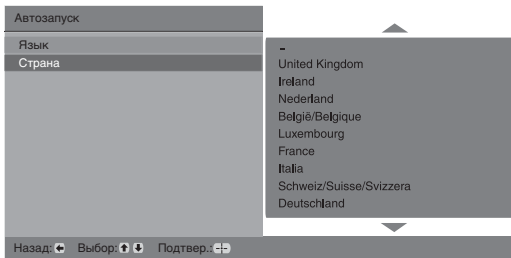 Автозапуск
Язык
Страна
-
United Kingdom
Ireland
Nederland
België/Belgique
Luxembourg
France
Italia
Schweiz/Suisse/Svizzera
Deutschland
Назад: Выбор: Подтвер.: